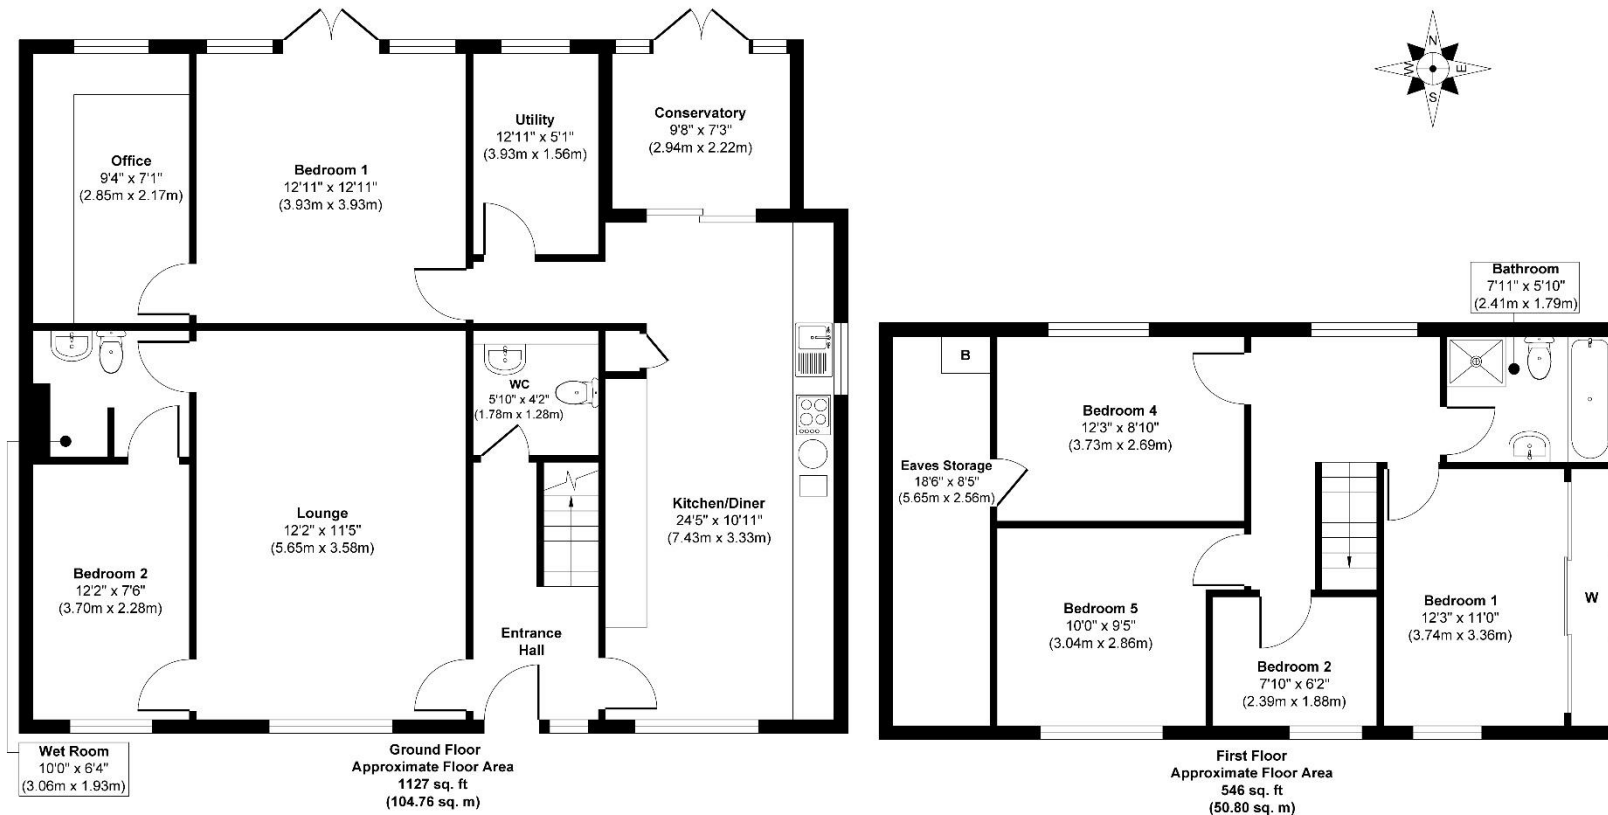 N
W
E
S
Office
9'4" x 7'1"
(2.85m x 2.17m)
Bedroom 1
12'11" x 12'11"
(3.93m x 3.93m)
Utility
12'11" x 5'1"
(3.93m x 1.56m)
Conservatory
9'8" x 7'3"
(2.94m x 2.22m)
WC
5'10" x 4'2"
(1.78m x 1.28m)
Lounge
12'2" x 11'5"
(5.65m x 3.58m)
Kitchen/Diner
24'5" x 10'11"
(7.43m x 3.33m)
Bedroom 2
12'2" x 7'6"
(3.70m x 2.28m)
Entrance
Hall
Wet Room
10'0" x 6'4"
(3.06m x 1.93m)
Ground Floor
Approximate Floor Area
1127 sq. ft
(104.76 sq. m)
Bathroom
7'11" x 5'10"
(2.41m x 1.79m)
B
Bedroom 4
12'3" x 8'10"
(3.73m x 2.69m)
Eaves Storage
18'6" x 8'5"
(5.65m x 2.56m)
Bedroom 5
10'0" x 9'5"
(3.04m x 2.86m)
Bedroom 1
12'3" x 11'0"
(3.74m x 3.36m)
W
Bedroom 2
7'10" x 6'2"
(2.39m x 1.88m)
First Floor
Approximate Floor Area
546 sq. ft
(50.80 sq. m)